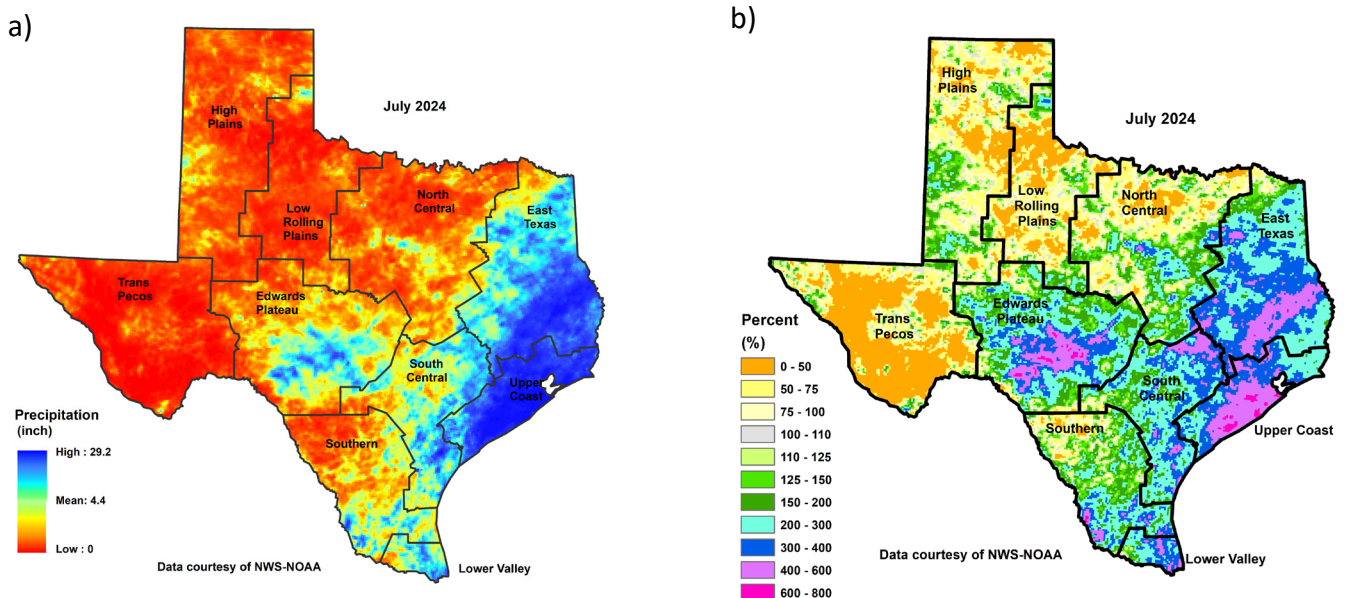 a)
July 2024
High
Plains
Low
Rolling
Plains
North
Central
East
Texas
Trans
Pecos
Edwards
Plateau
South
Central
Upper
Coast
Southern
Lower Valley
Precipitation
(inch)
High : 29.2
Mean: 4.4
Low : 0
Data courtesy of NWS-NOAA
b)
July 2024
High
Plains
Low
Rolling
Plains
North
Central
East
Texas
Trans
Pecos
Edwards
Plateau
South
Central
Southern
Upper Coast
Lower Valley
Percent
(%)
0 - 50
50 - 75
75 - 100
100 - 110
110 - 125
125 - 150
150 - 200
200 - 300
300 - 400
400 - 600
600 - 800
Data courtesy of NWS-NOAA